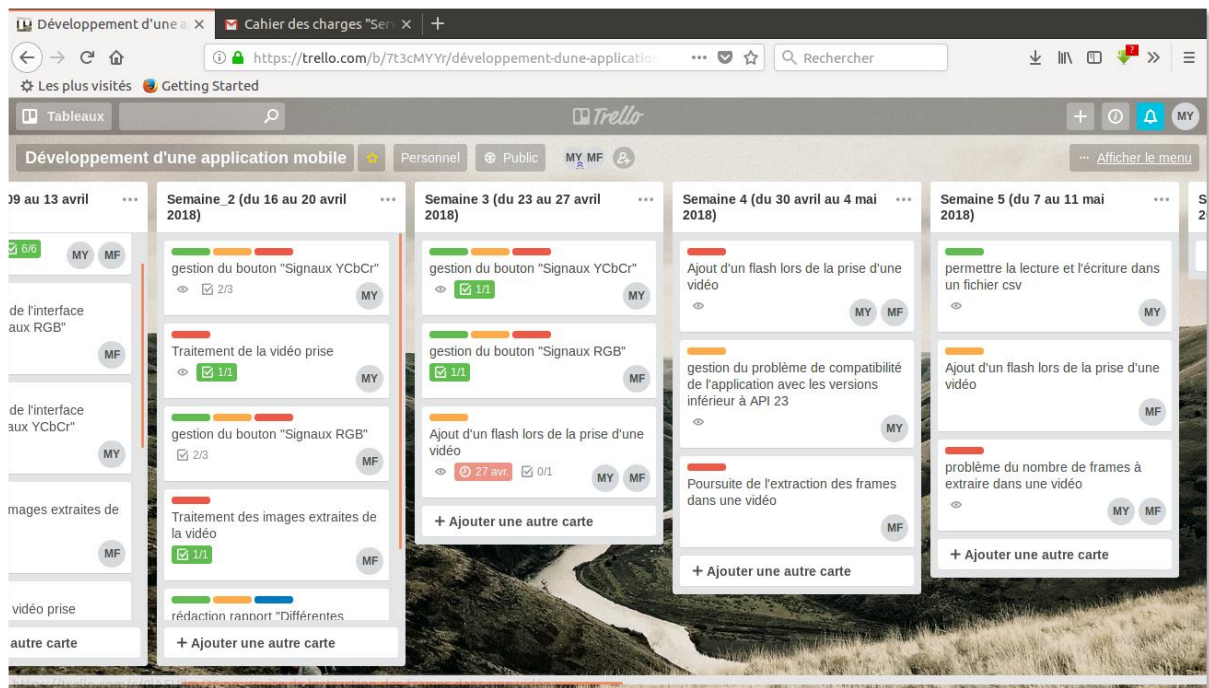 Développement d'une a
Cahier des charges "Ser
https://trello.com/b/7t3cMYYr/développement-dune-application
Rechercher
Les plus visités
Getting Started
Tableaux
Trello
MY
Développement d'une application mobile
Personnel
Public
MY MF
Afficher le menu
09 au 13 avril
6/6
MY MF
de l'interface
aux RGB"
MF
de l'interface
aux YCbCr"
MY
mages extraites de
MF
vidéo prise
autre carte
Semaine_2 (du 16 au 20 avril
2018)
gestion du bouton "Signaux YCbCr"
2/3
MY
Traitement de la vidéo prise
1/1
MY
gestion du bouton "Signaux RGB"
2/3
MF
Traitement des images extraites de
la vidéo
1/1
MF
rédaction rapport "Différentes
+ Ajouter une autre carte
Semaine 3 (du 23 au 27 avril
2018)
gestion du bouton "Signaux YCbCr"
1/1
MY
gestion du bouton "Signaux RGB"
1/1
MF
Ajout d'un flash lors de la prise d'une
vidéo
27 avr.
0/1
MY MF
+ Ajouter une autre carte
Semaine 4 (du 30 avril au 4 mai
2018)
Ajout d'un flash lors de la prise d'une
vidéo
MY MF
gestion du problème de compatibilité
de l'application avec les versions
inférieur à API 23
MY
Poursuite de l'extraction des frames
dans une vidéo
MF
+ Ajouter une autre carte
Semaine 5 (du 7 au 11 mai
2018)
permettre la lecture et l'écriture dans
un fichier csv
MY
Ajout d'un flash lors de la prise d'une
vidéo
MF
problème du nombre de frames à
extraire dans une vidéo
MY MF
+ Ajouter une autre carte
S
2